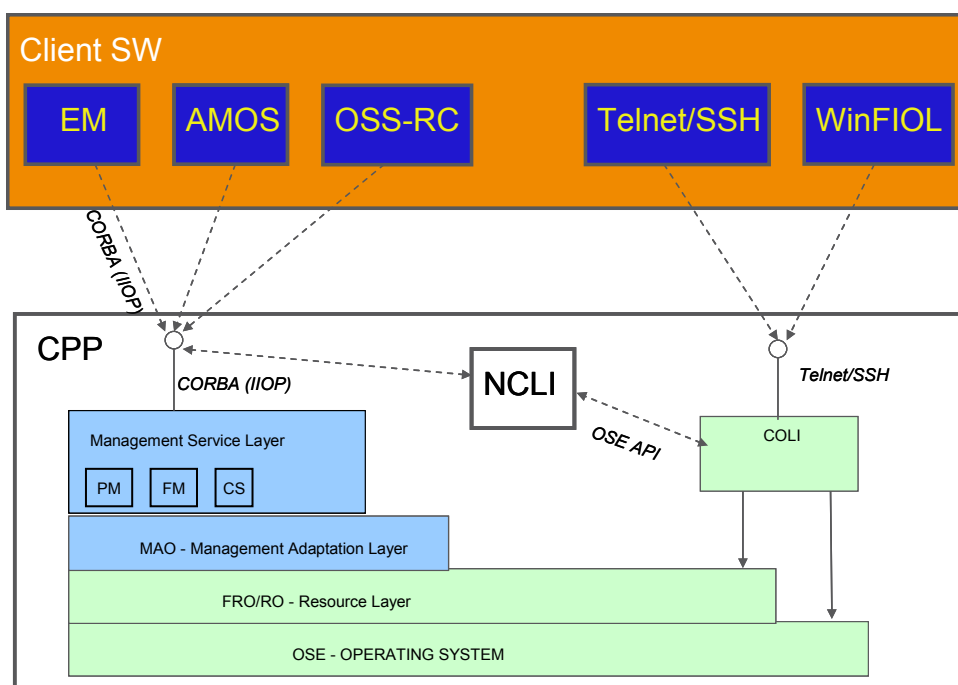 Client SW
EM
AMOS
OSS-RC
Telnet/SSH
WinFIOL
CORBA (IIOP)
CPP
CORBA (IIOP)
NCLI
Telnet/SSH
OSE API
COLI
Management Service Layer
PM
FM
CS
MAO - Management Adaptation Layer
FRO/RO - Resource Layer
OSE - OPERATING SYSTEM